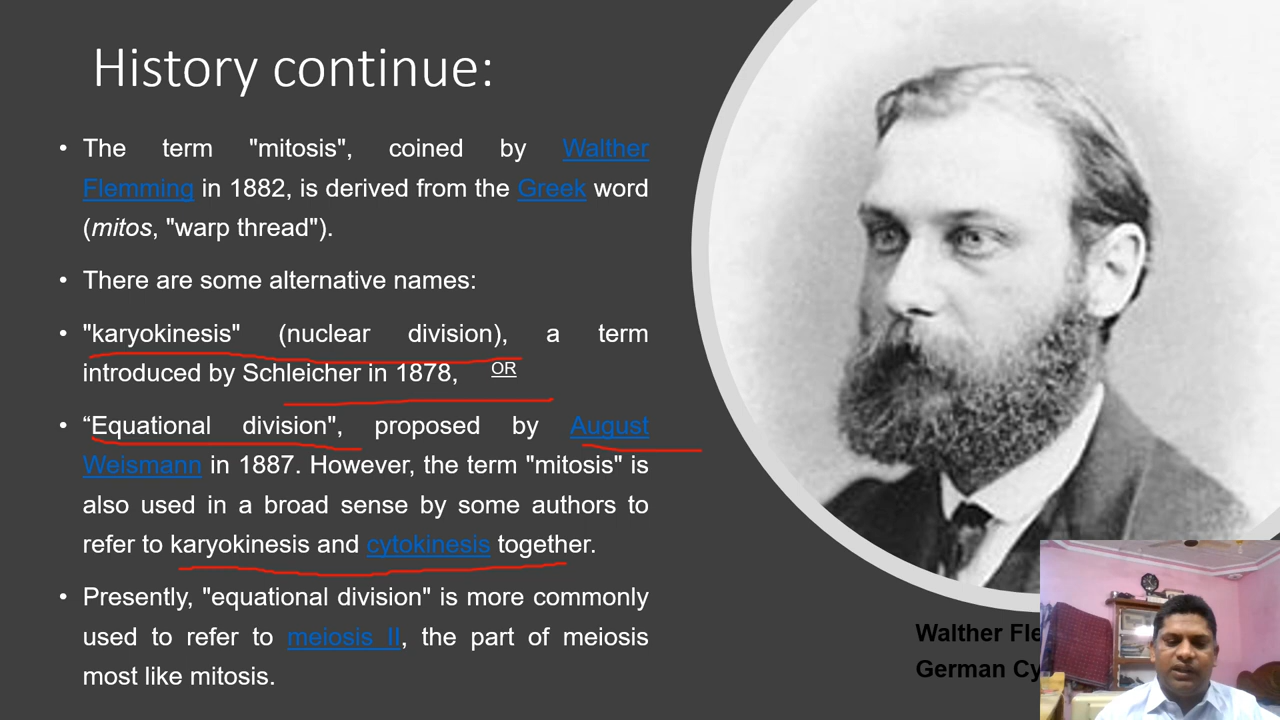 History continue:
• The term "mitosis", coined by Walther
Flemming in 1882, is derived from the Greek word
(mitos, "warp thread").
• There are some alternative names:
• "karyokinesis" (nuclear division), a term
introduced by Schleicher in 1878, OR
• “Equational division", proposed by August
Weismann in 1887. However, the term "mitosis" is
also used in a broad sense by some authors to
refer to karyokinesis and cytokinesis together.
• Presently, "equational division" is more commonly
used to refer to meiosis II, the part of meiosis
most like mitosis.
Walther
German